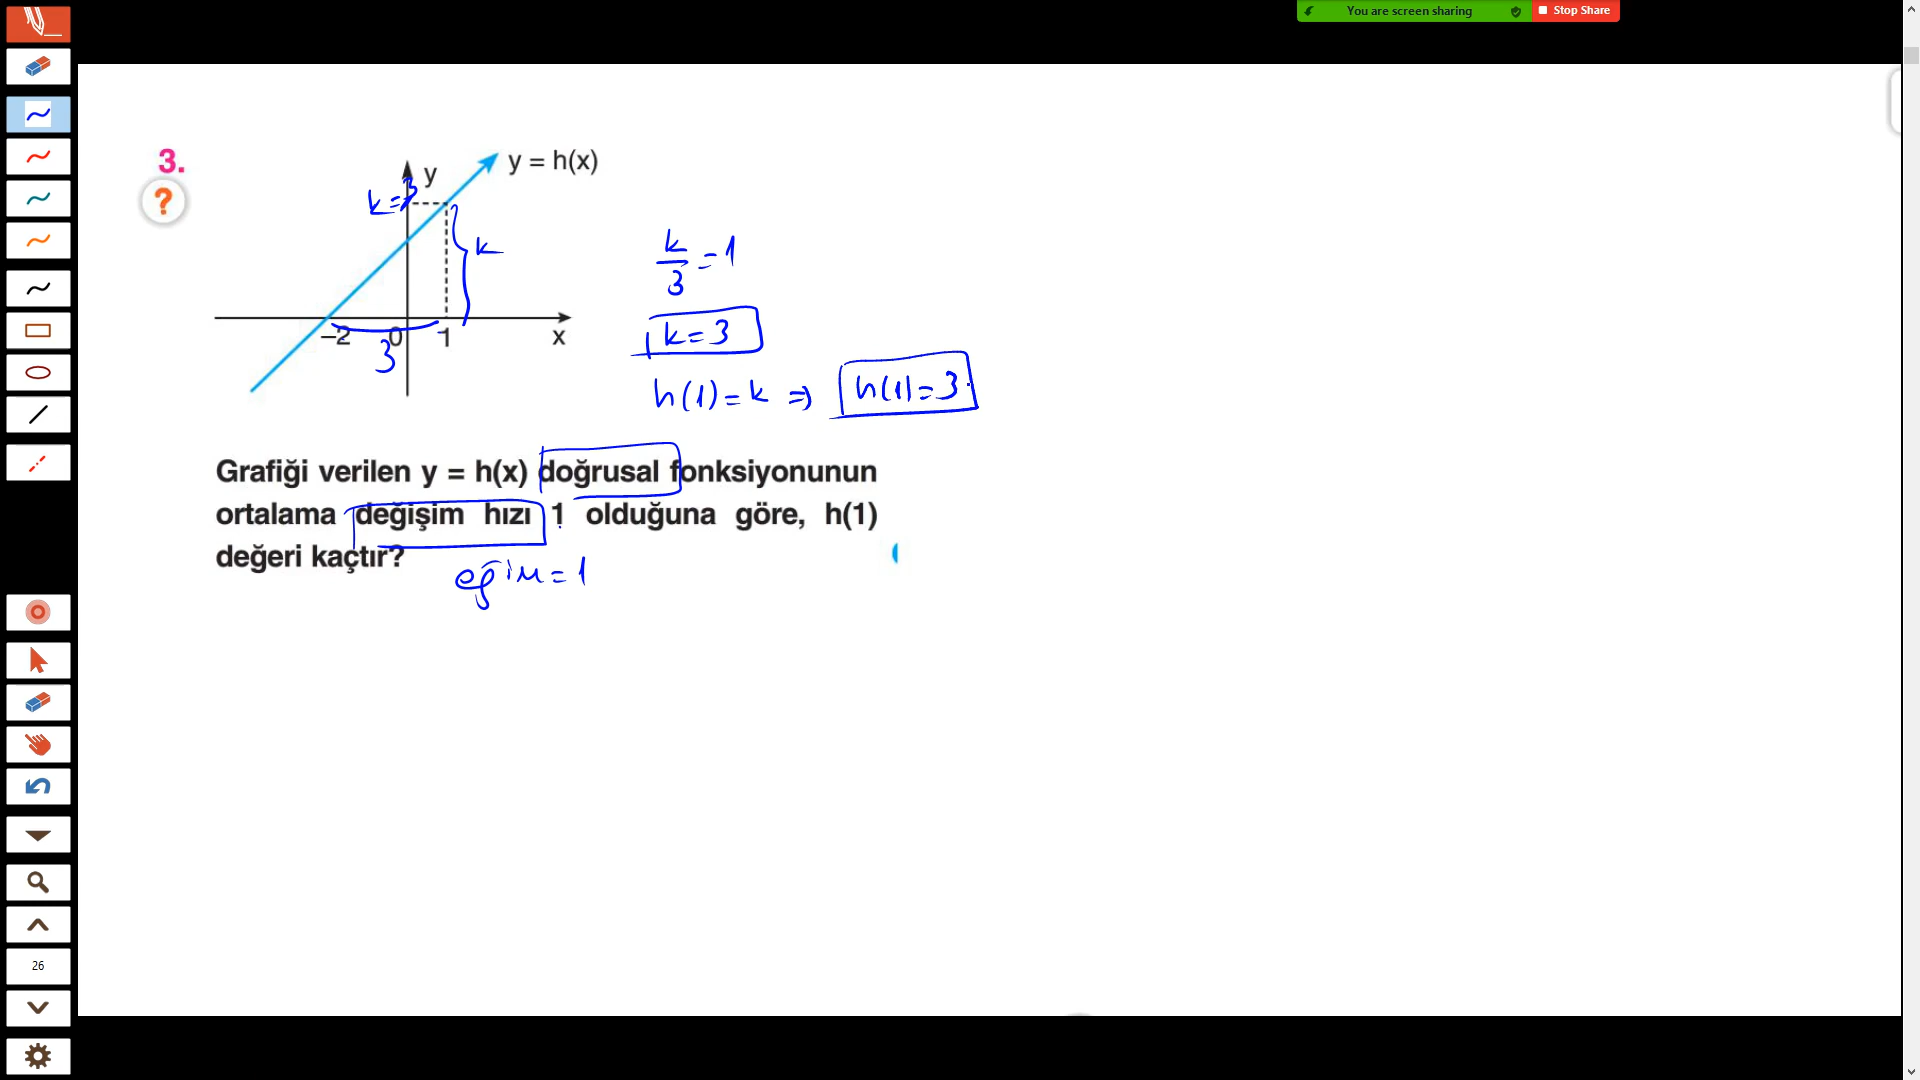 You are screen sharing
Stop Share
3.
?
y = h(x)
y
k=3
k
-2 0 1 x
3
k/3 = 1
k=3
h(1)=k ⇒ h(1)=3
Grafiği verilen y = h(x) doğrusal fonksiyonunun
ortalama değişim hızı 1 olduğuna göre, h(1)
değeri kaçtır?
eğim=1
26